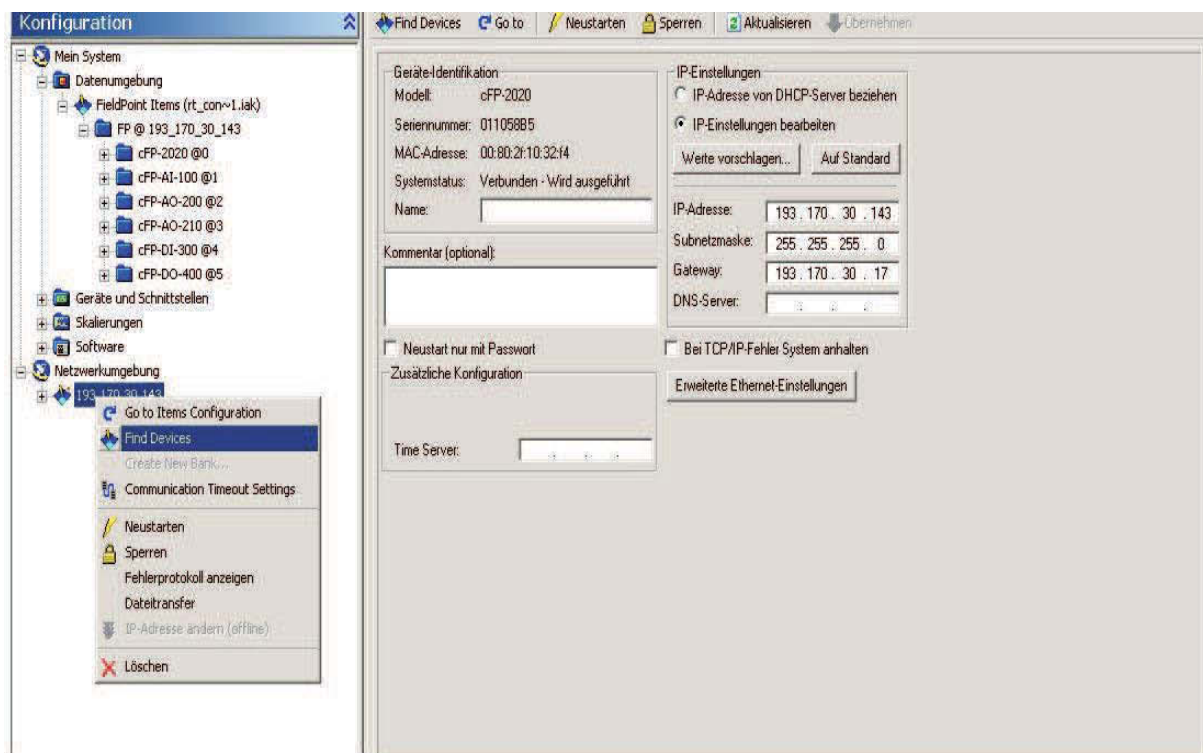 Konfiguration
Find Devices Go to Neustarten Sperren Aktualisieren Übernehmen
Mein System
Datenumgebung
FieldPoint Items (rt_con~1.iak)
FP @ 193_170_30_143
cFP-2020 @0
cFP-AI-100 @1
cFP-AO-200 @2
cFP-AO-210 @3
cFP-DI-300 @4
cFP-DO-400 @5
Geräte und Schnittstellen
Skalierungen
Software
Netzwerkumgebung
193.170.30.143
Go to Items Configuration
Find Devices
Create New Bank...
Communication Timeout Settings
Neustarten
Sperren
Fehlerprotokoll anzeigen
Dateitransfer
IP-Adresse ändern (offline)
Löschen
Geräte-Identifikation
Modell: cFP-2020
Seriennummer: 011058B5
MAC-Adresse: 00:80:2f:10:32:f4
Systemstatus: Verbunden - Wird ausgeführt
Name:
Kommentar (optional):
Neustart nur mit Passwort
Zusätzliche Konfiguration
Time Server: . . .
IP-Einstellungen
IP-Adresse von DHCP-Server beziehen
IP-Einstellungen bearbeiten
Werte vorschlagen... Auf Standard
IP-Adresse: 193 . 170 . 30 . 143
Subnetzmaske: 255 . 255 . 255 . 0
Gateway: 193 . 170 . 30 . 17
DNS-Server: . . .
Bei TCP/IP-Fehler System anhalten
Erweiterte Ethernet-Einstellungen